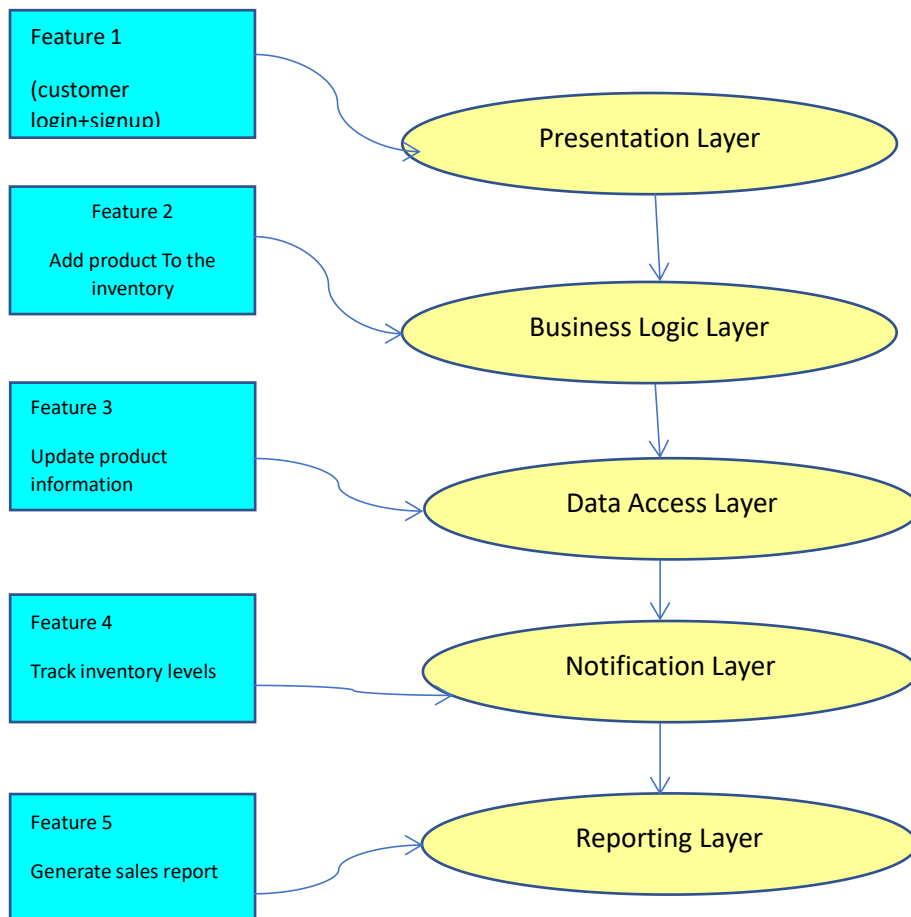 Feature 1
(customer
login+signup)
Presentation Layer
Feature 2
Add product To the
inventory
Business Logic Layer
Feature 3
Update product
information
Data Access Layer
Feature 4
Track inventory levels
Notification Layer
Feature 5
Generate sales report
Reporting Layer